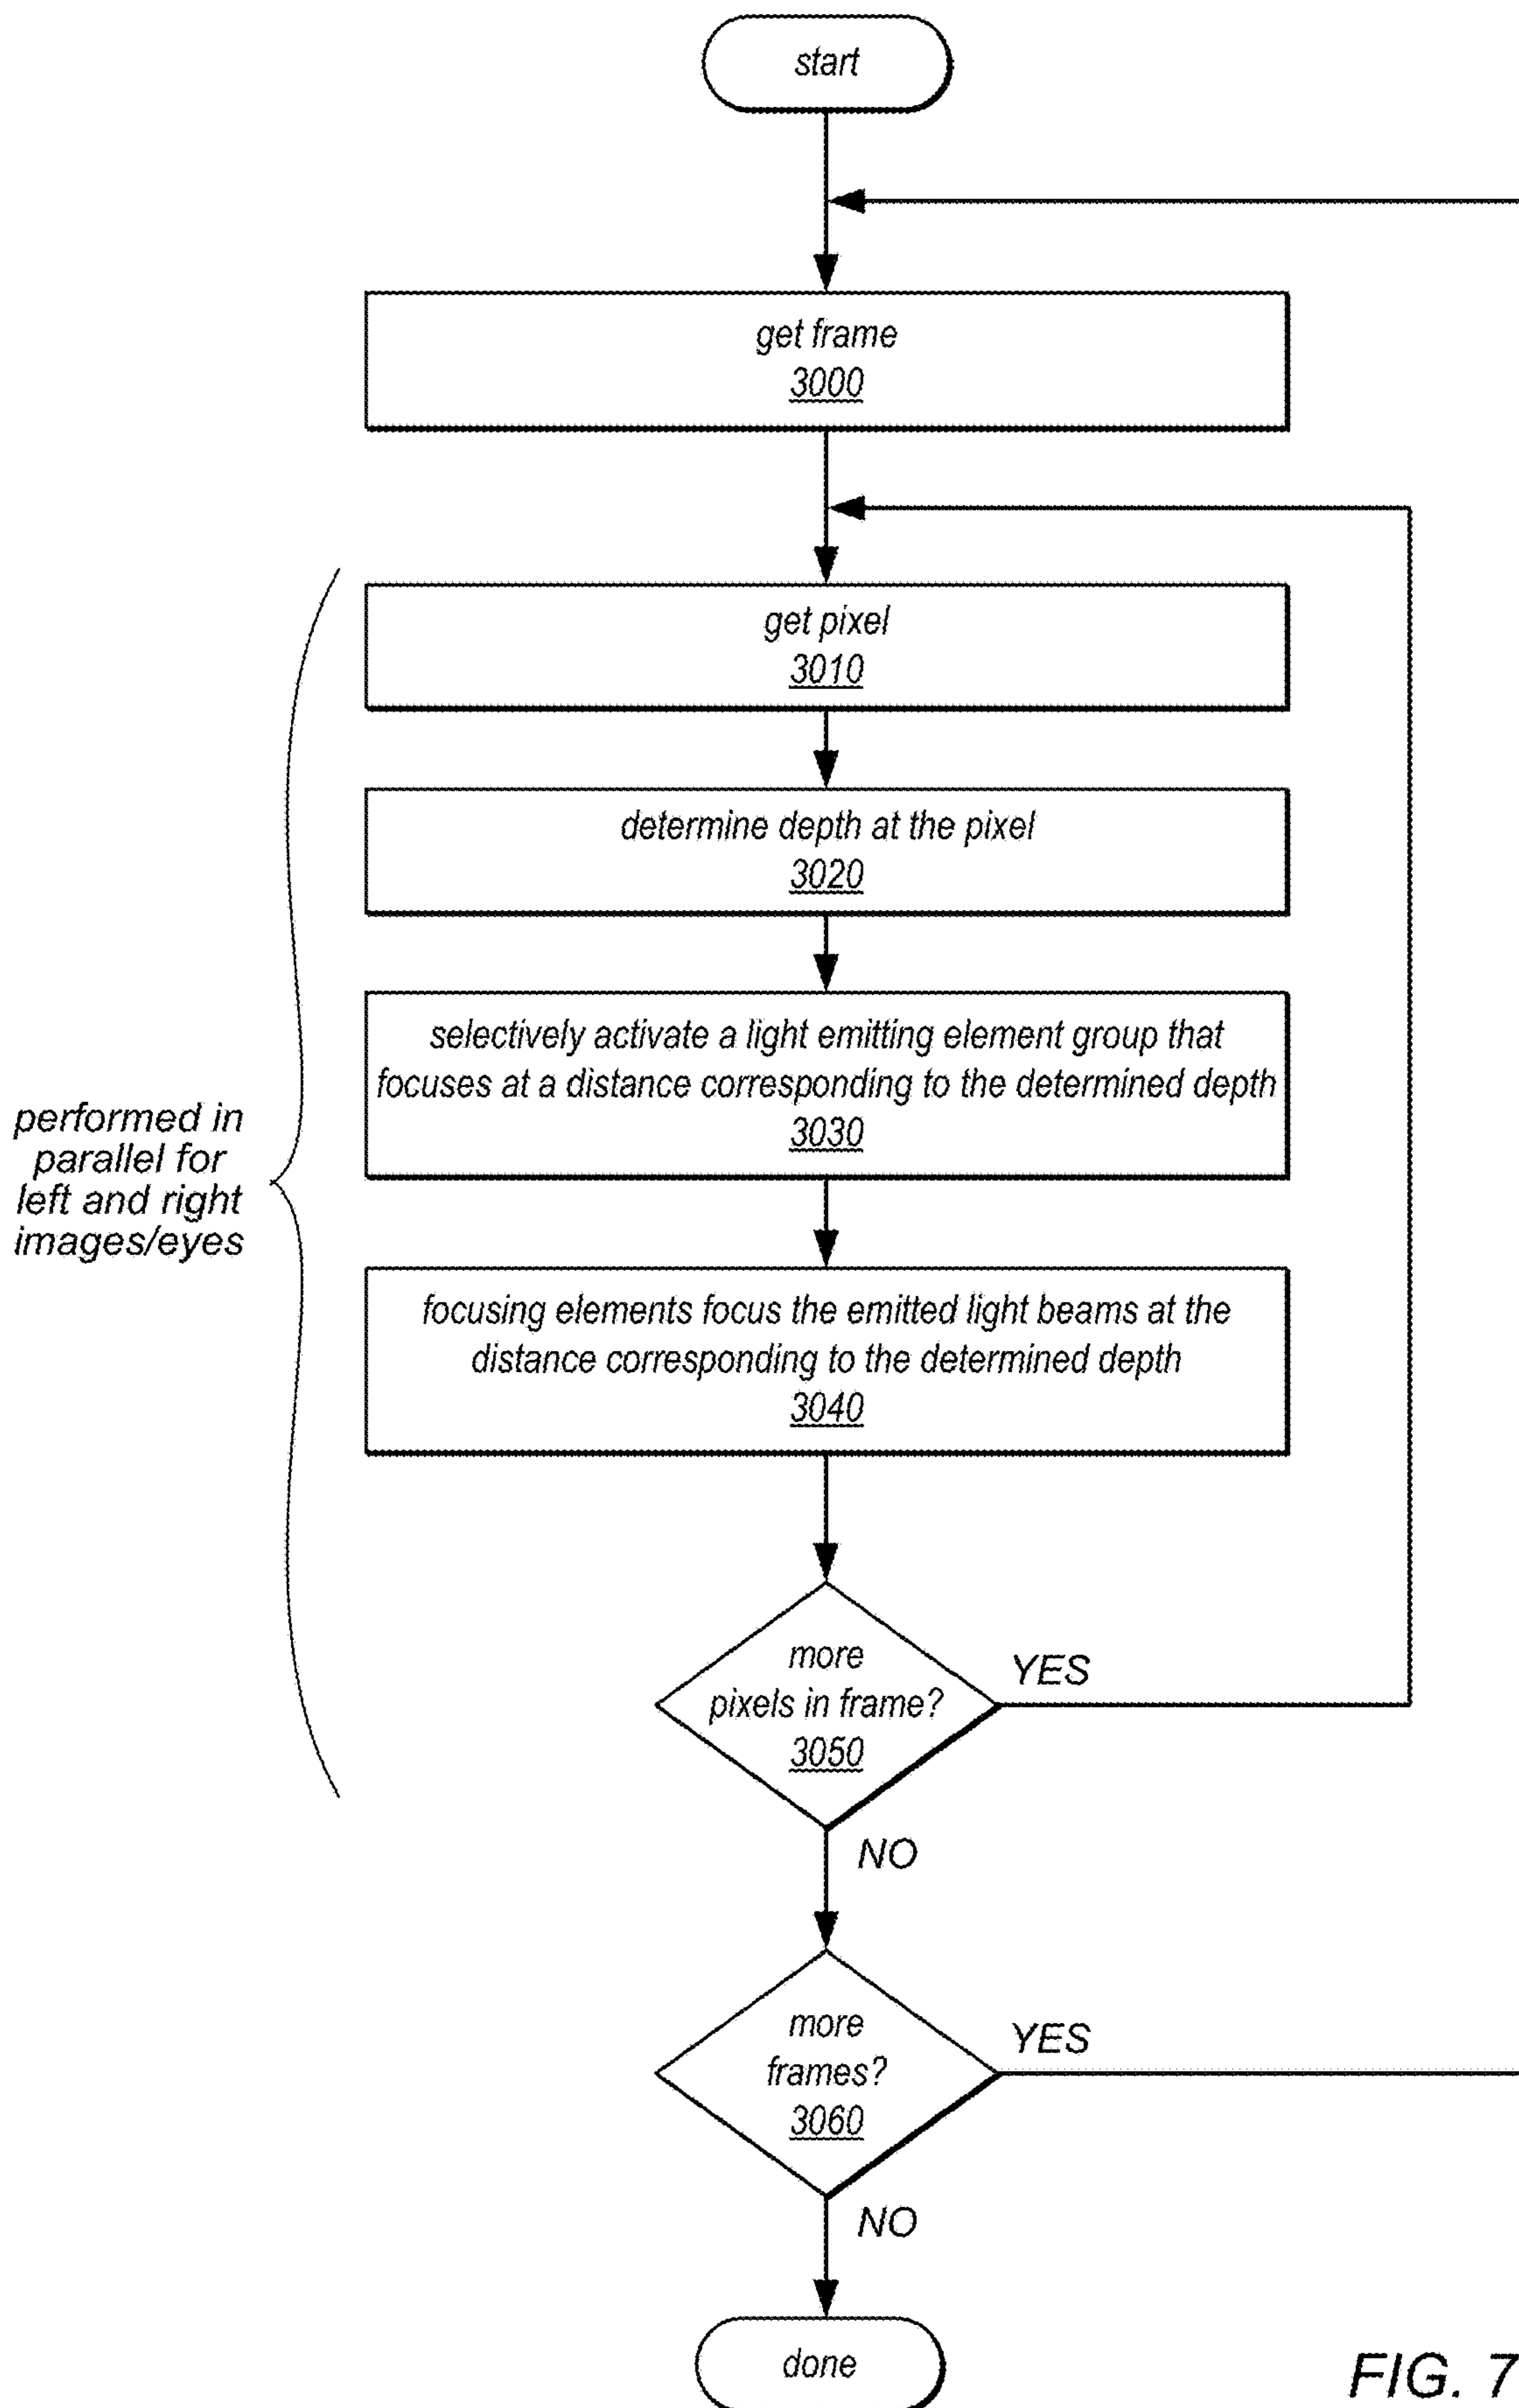 start
get frame
3000
get pixel
3010
determine depth at the pixel
3020
selectively activate a light emitting element group that
focuses at a distance corresponding to the determined depth
3030
performed in
parallel for
left and right
images/eyes
focusing elements focus the emitted light beams at the
distance corresponding to the determined depth
3040
more
pixels in frame?
3050
YES
NO
more
frames?
3060
YES
NO
done
FIG. 7